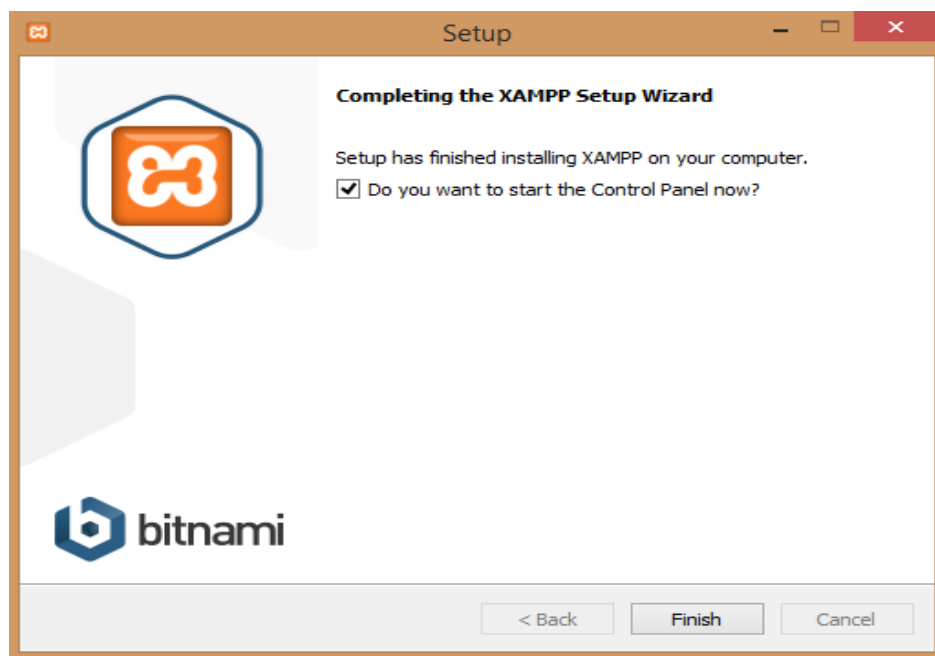 Setup
Completing the XAMPP Setup Wizard
Setup has finished installing XAMPP on your computer.
Do you want to start the Control Panel now?
bitnami
< Back
Finish
Cancel